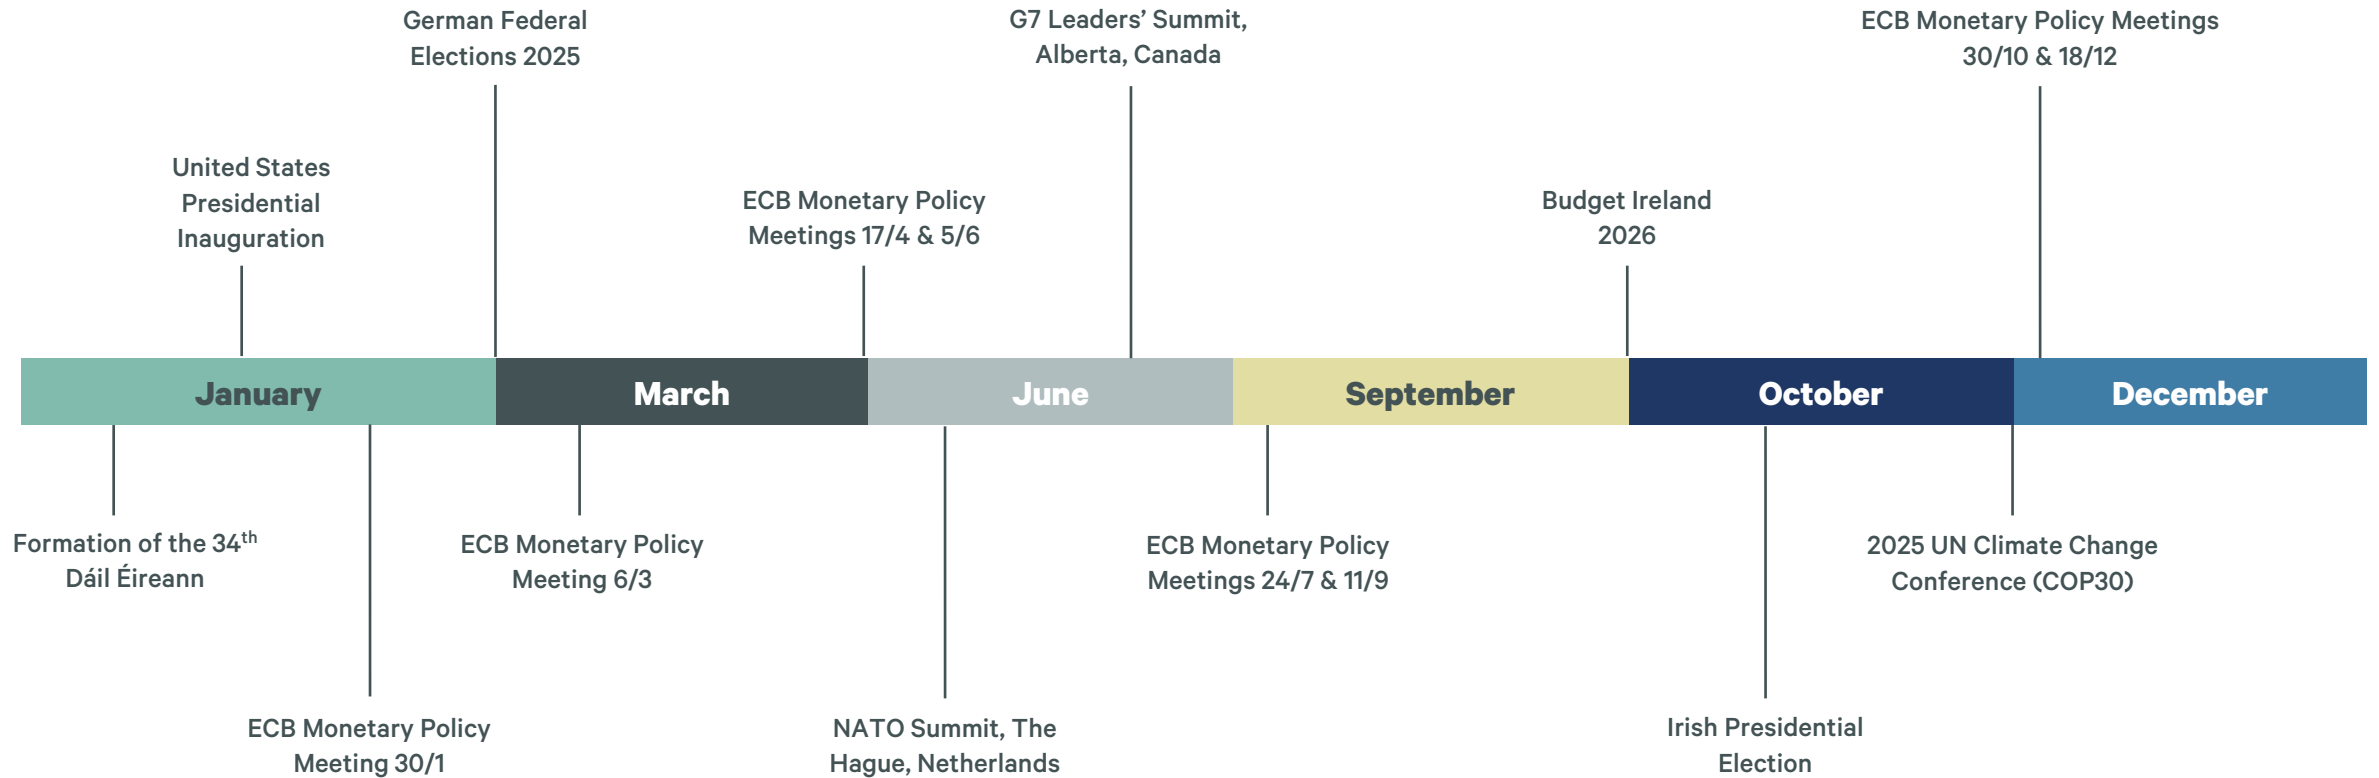 German Federal
Elections 2025
G7 Leaders’ Summit,
Alberta, Canada
ECB Monetary Policy Meetings
30/10 & 18/12
United States
Presidential
Inauguration
ECB Monetary Policy
Meetings 17/4 & 5/6
Budget Ireland
2026
January
March
June
September
October
December
Formation of the 34th
Dáil Éireann
ECB Monetary Policy
Meeting 6/3
ECB Monetary Policy
Meetings 24/7 & 11/9
2025 UN Climate Change
Conference (COP30)
ECB Monetary Policy
Meeting 30/1
NATO Summit, The
Hague, Netherlands
Irish Presidential
Election